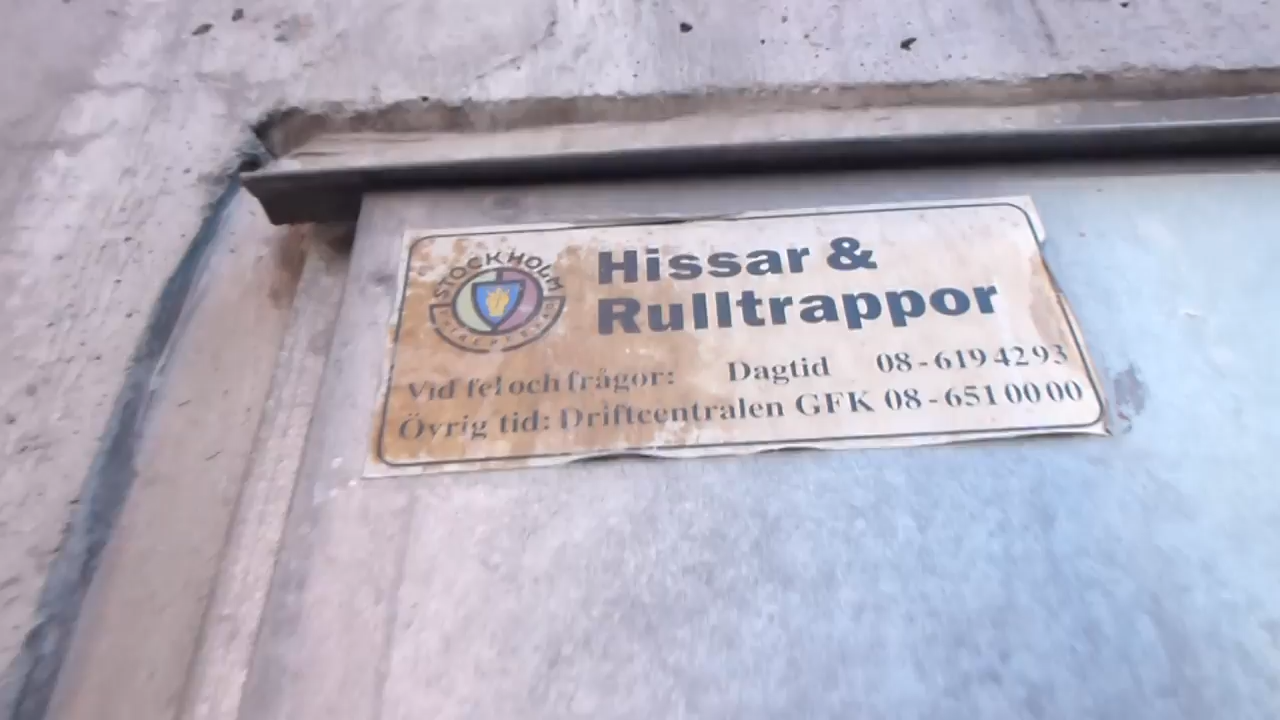 STOCKHOLM
Hissar &
Rulltrappor
Vid fel och frågor: Dagtid 08-619 42 93
Övrig tid: Driftcentralen GFK 08-651 00 00